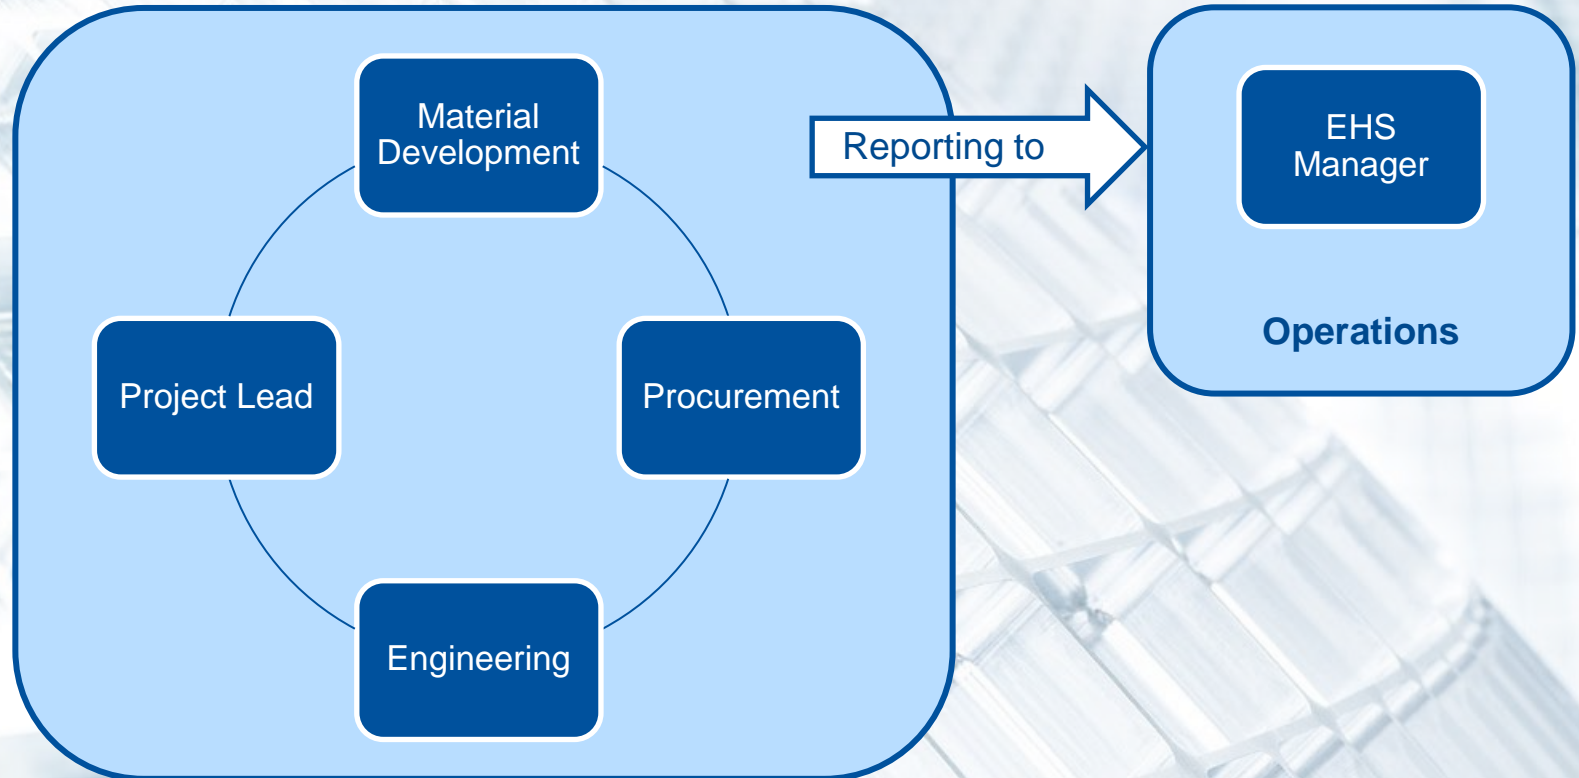 Material
Development
Reporting to
EHS
Manager
Operations
Project Lead
Procurement
Engineering